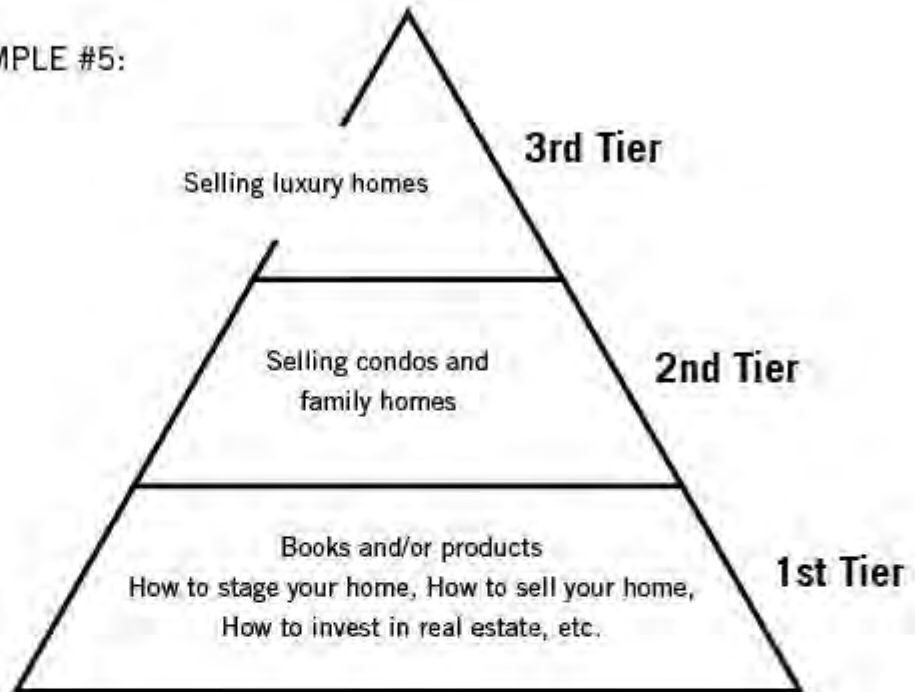 MPLE #5:
3rd Tier
Selling luxury homes
Selling condos and
family homes
2nd Tier
Books and/or products
How to stage your home, How to sell your home,
How to invest in real estate, etc.
1st Tier